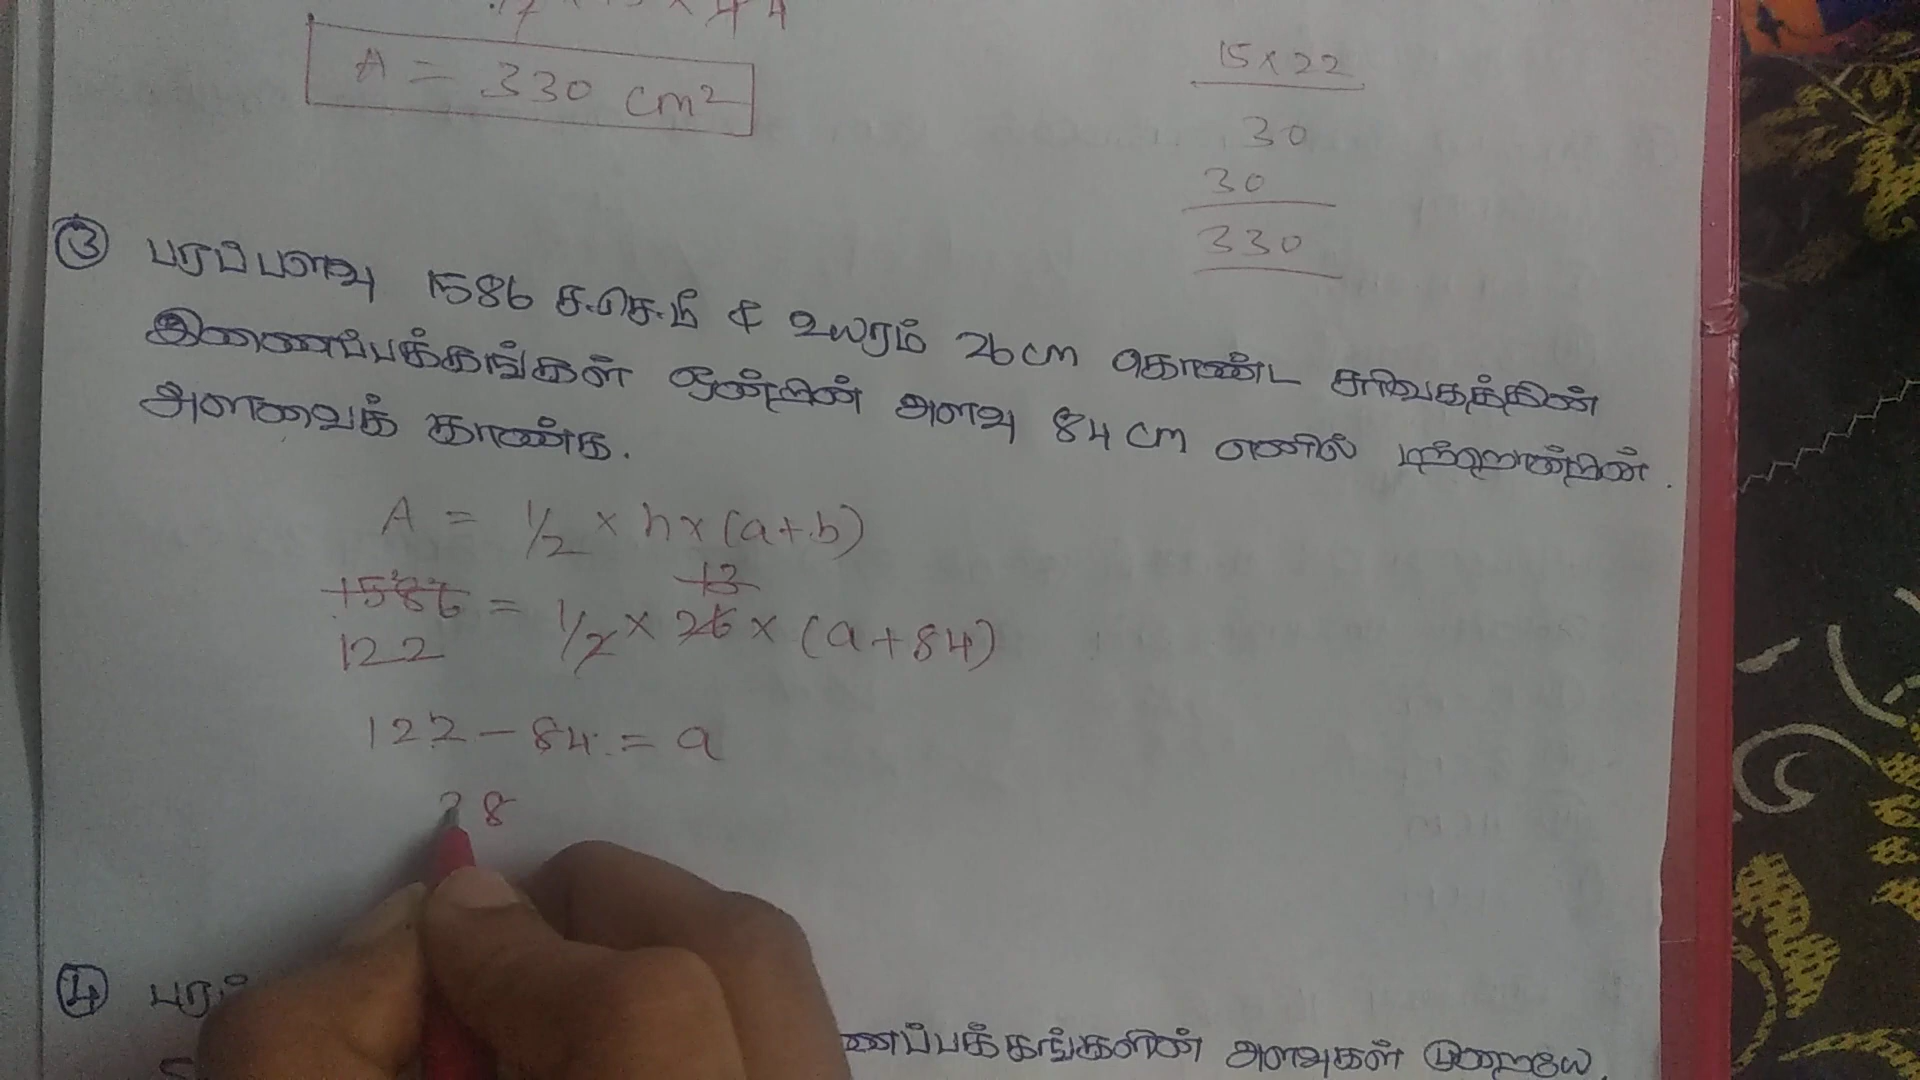 A = 330 cm²
15 x 22
30
30
330
③ பரப்பளவு 1586 ச.செ.மீ & உயரம் 26 cm கொண்ட சரிவகத்தின்
இணைப்பக்கங்கள் ஒன்றின் அளவு 84 cm எனில் மற்றொன்றின்
அளவைக் காண்க.
A = 1/2 x h x (a+b)
13
1586 = 1/2 x 26 x (a+84)
122
122 - 84 = a
38
④
ணைப்பக்கங்களின் அளவுகள் முறையே